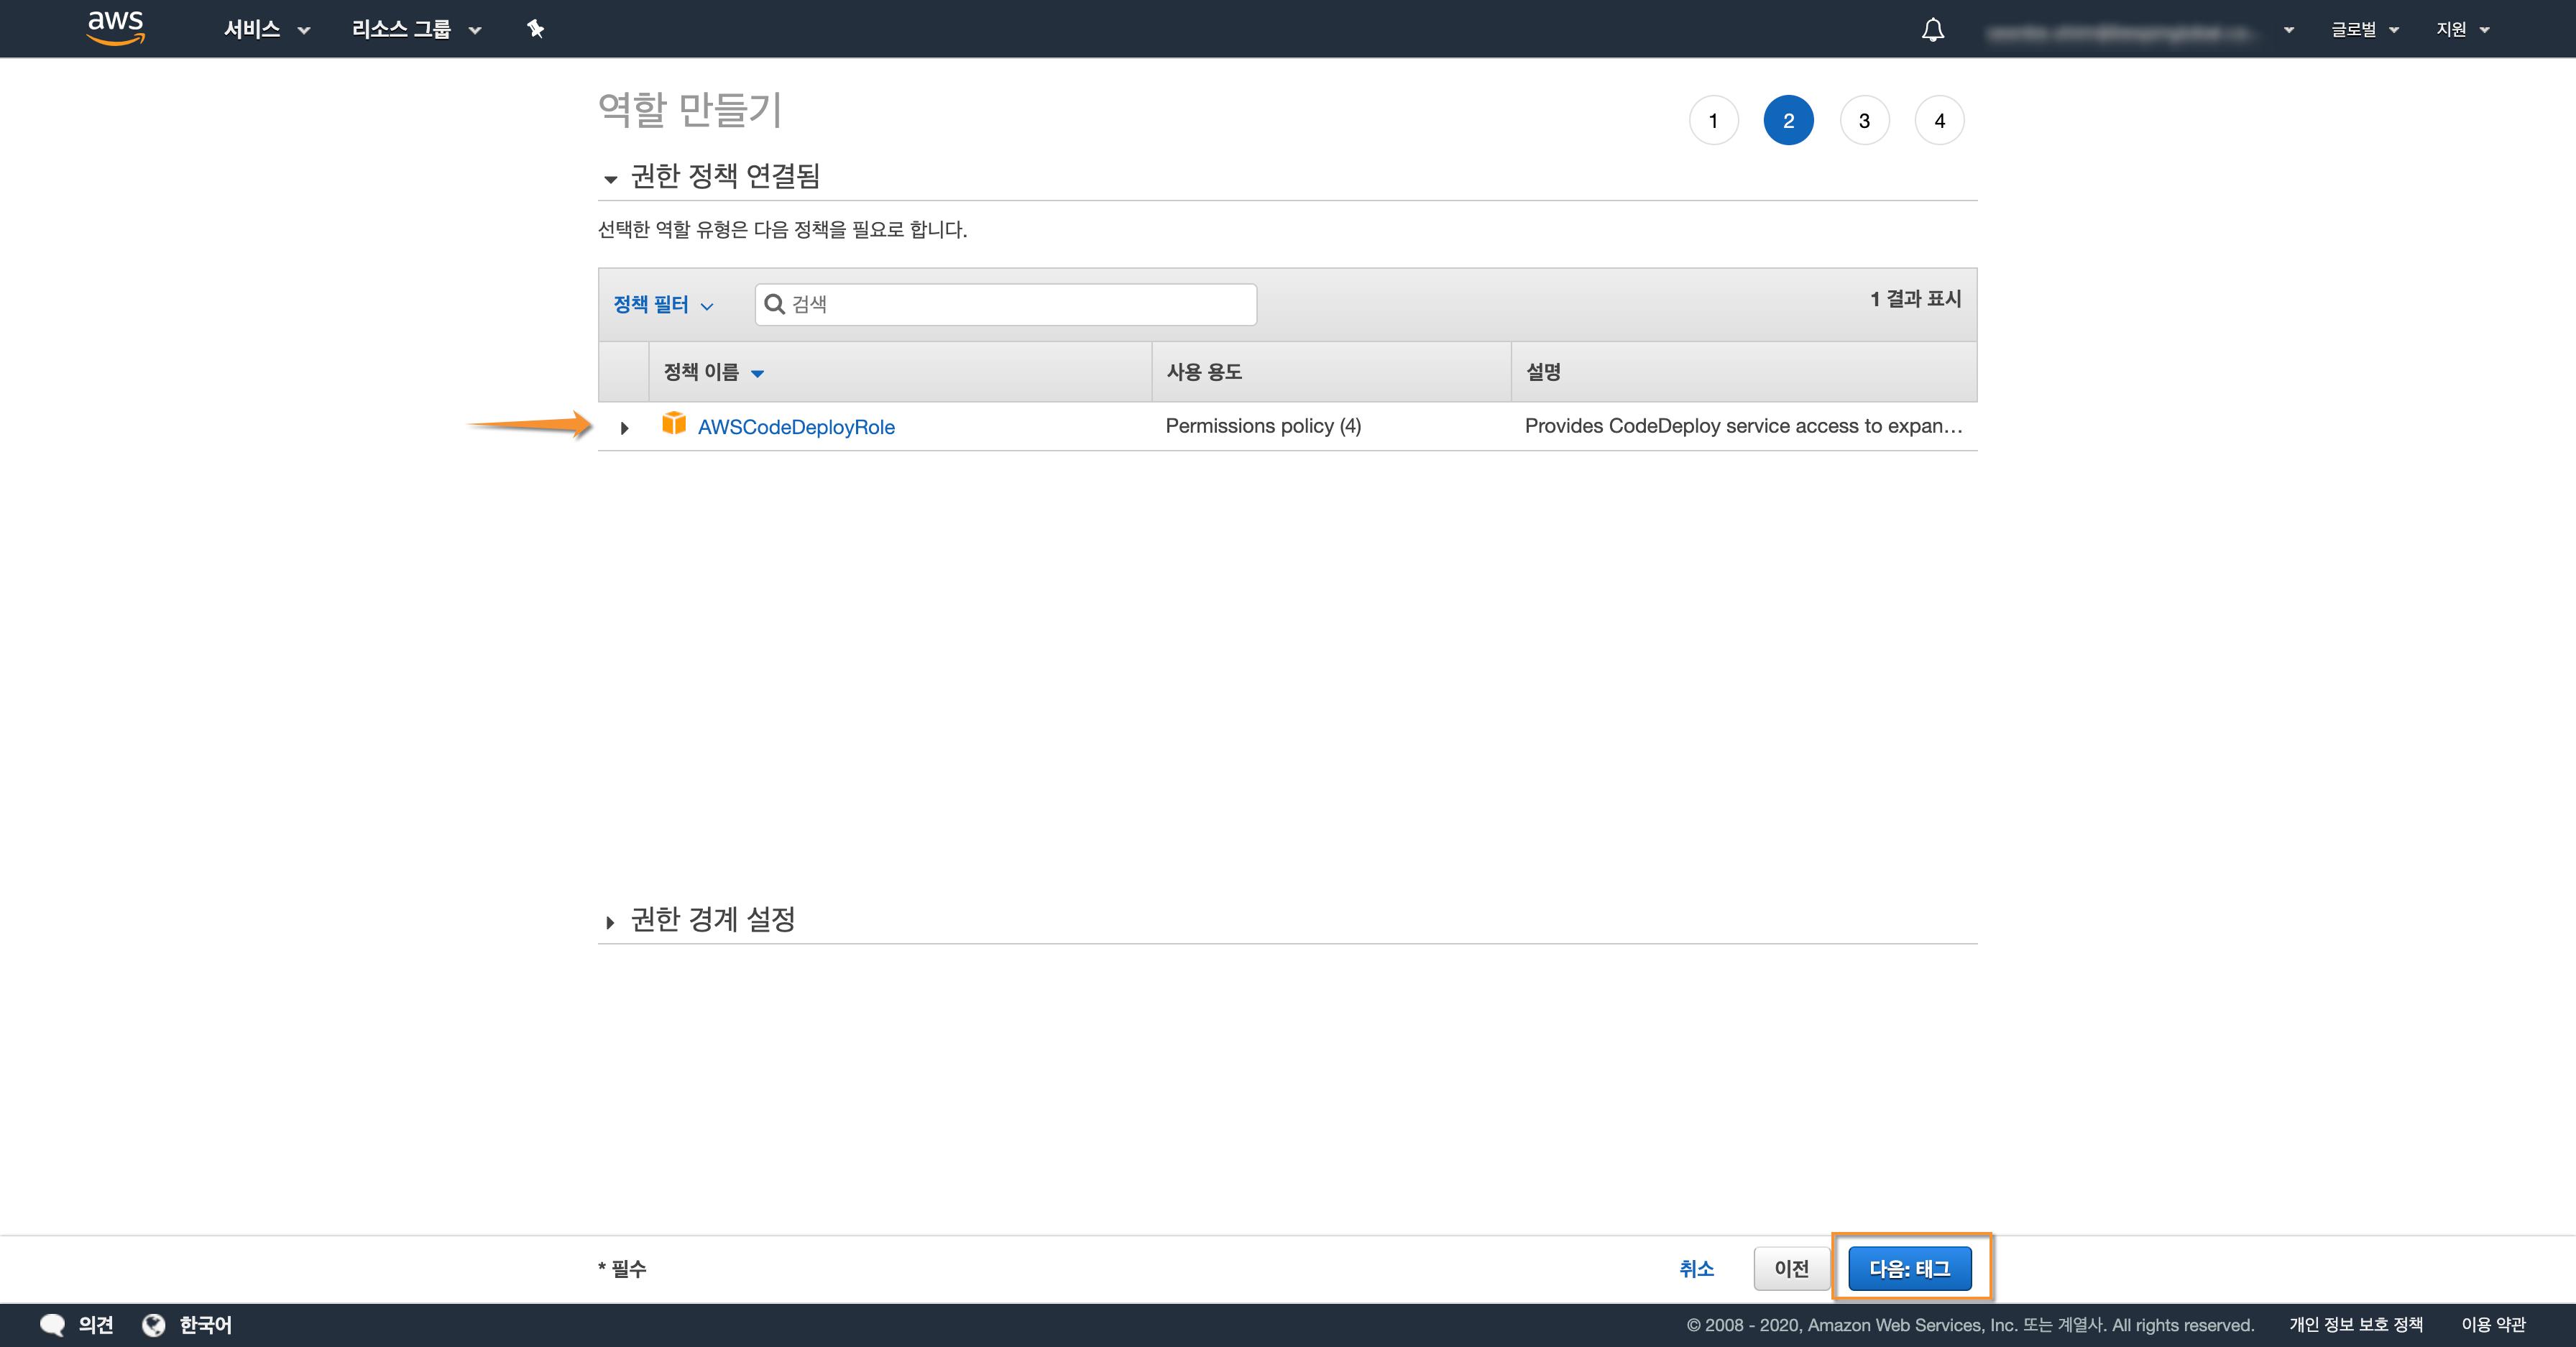 aws 서비스 리소스 그룹 글로벌 지원
역할 만들기
1 2 3 4
권한 정책 연결됨
선택한 역할 유형은 다음 정책을 필요로 합니다.
정책 필터 검색 1 결과 표시
정책 이름 사용 용도 설명
AWSCodeDeployRole Permissions policy (4) Provides CodeDeploy service access to expan...
권한 경계 설정
* 필수 취소 이전 다음: 태그
의견 한국어 © 2008 - 2020, Amazon Web Services, Inc. 또는 계열사. All rights reserved. 개인 정보 보호 정책 이용 약관